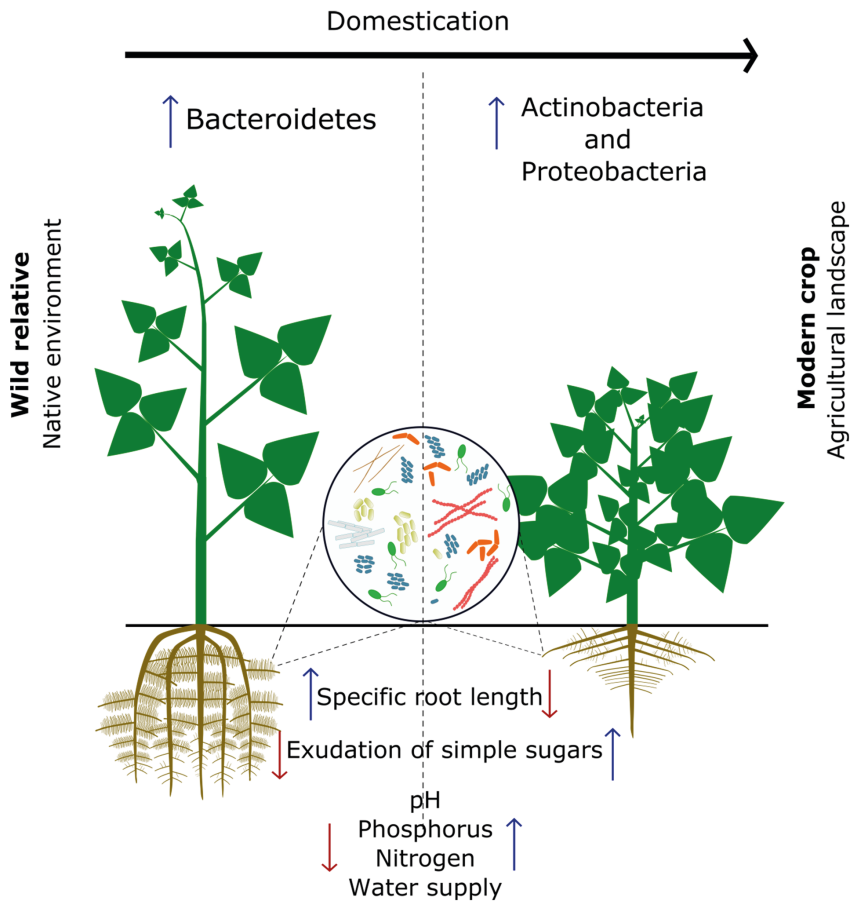 Domestication
Bacteroidetes
Actinobacteria
and
Proteobacteria
Wild relative
Native environment
Modern crop
Agricultural landscape
Specific root length
Exudation of simple sugars
pH
Phosphorus
Nitrogen
Water supply